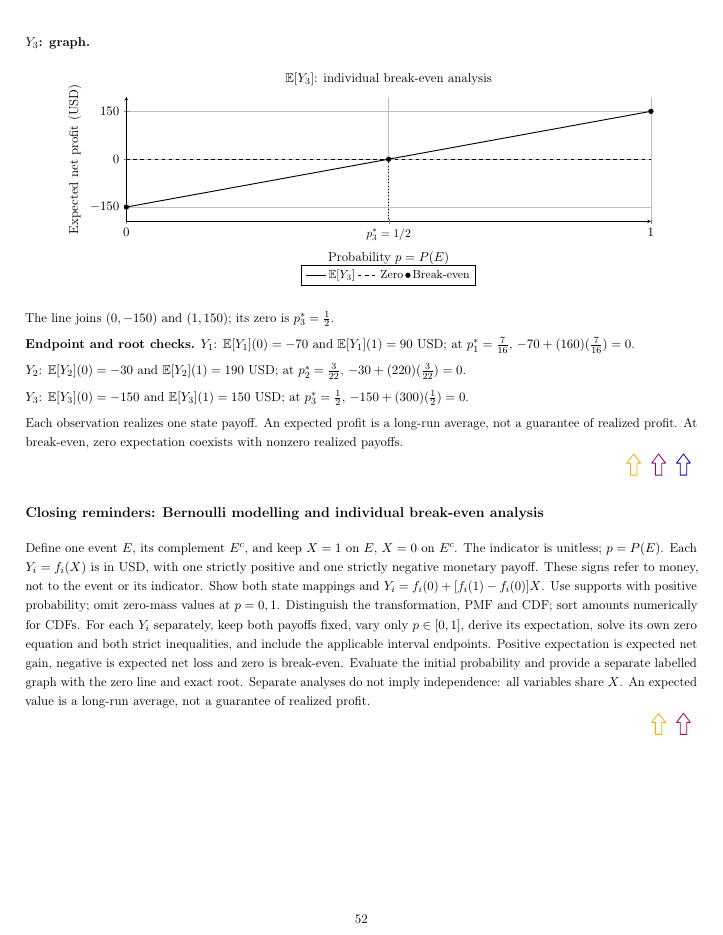 Y₃: graph.
𝔼[Y₃]: individual break-even analysis
Expected net profit (USD)
150
0
−150
0
p₃* = 1/2
1
Probability p = P(E)
𝔼[Y₃] Zero Break-even
The line joins (0, −150) and (1, 150); its zero is p₃* = 1/2.
Endpoint and root checks. Y₁: 𝔼[Y₁](0) = −70 and 𝔼[Y₁](1) = 90 USD; at p₁* = 7/16, −70 + (160)(7/16) = 0.
Y₂: 𝔼[Y₂](0) = −30 and 𝔼[Y₂](1) = 190 USD; at p₂* = 3/22, −30 + (220)(3/22) = 0.
Y₃: 𝔼[Y₃](0) = −150 and 𝔼[Y₃](1) = 150 USD; at p₃* = 1/2, −150 + (300)(1/2) = 0.
Each observation realizes one state payoff. An expected profit is a long-run average, not a guarantee of realized profit. At
break-even, zero expectation coexists with nonzero realized payoffs.
Closing reminders: Bernoulli modelling and individual break-even analysis
Define one event E, its complement Eᶜ, and keep X = 1 on E, X = 0 on Eᶜ. The indicator is unitless; p = P(E). Each
Yᵢ = fᵢ(X) is in USD, with one strictly positive and one strictly negative monetary payoff. These signs refer to money,
not to the event or its indicator. Show both state mappings and Yᵢ = fᵢ(0) + [fᵢ(1) − fᵢ(0)]X. Use supports with positive
probability; omit zero-mass values at p = 0, 1. Distinguish the transformation, PMF and CDF; sort amounts numerically
for CDFs. For each Yᵢ separately, keep both payoffs fixed, vary only p ∈ [0, 1], derive its expectation, solve its own zero
equation and both strict inequalities, and include the applicable interval endpoints. Positive expectation is expected net
gain, negative is expected net loss and zero is break-even. Evaluate the initial probability and provide a separate labelled
graph with the zero line and exact root. Separate analyses do not imply independence: all variables share X. An expected
value is a long-run average, not a guarantee of realized profit.
52